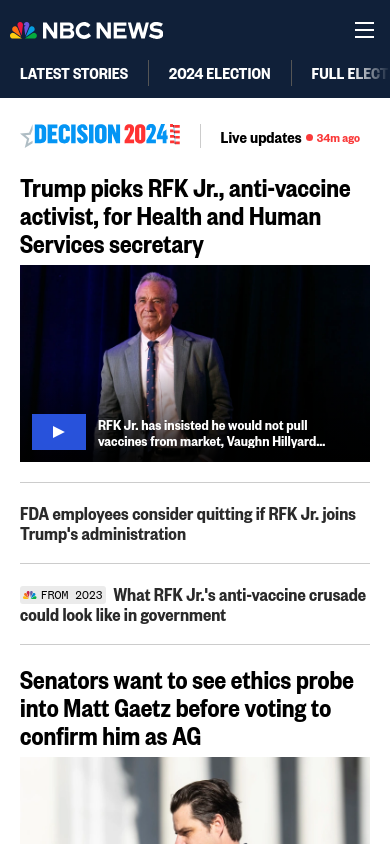 NBC NEWS
LATEST STORIES
2024 ELECTION
FULL ELECT
DECISION 2024
Live updates
34m ago
Trump picks RFK Jr., anti-vaccine
activist, for Health and Human
Services secretary
RFK Jr. has insisted he would not pull
vaccines from market, Vaughn Hillyard...
FDA employees consider quitting if RFK Jr. joins
Trump's administration
FROM 2023 What RFK Jr.'s anti-vaccine crusade
could look like in government
Senators want to see ethics probe
into Matt Gaetz before voting to
confirm him as AG